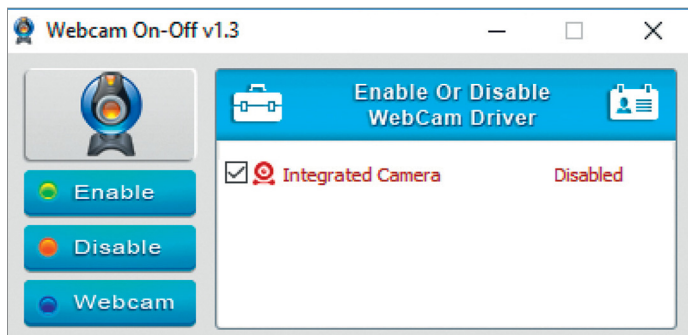 Webcam On-Off v1.3
Enable Or Disable
WebCam Driver
Enable
Disable
Webcam
Integrated Camera Disabled